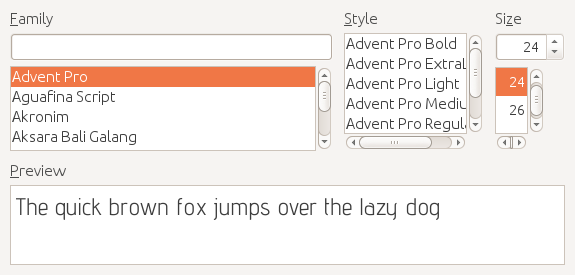 Family
Style
Size
24
Advent Pro
Aguafina Script
Akronim
Aksara Bali Galang
Advent Pro Bold
Advent Pro Extral
Advent Pro Light
Advent Pro Mediu
Advent Pro Regula
24
26
Preview
The quick brown fox jumps over the lazy dog